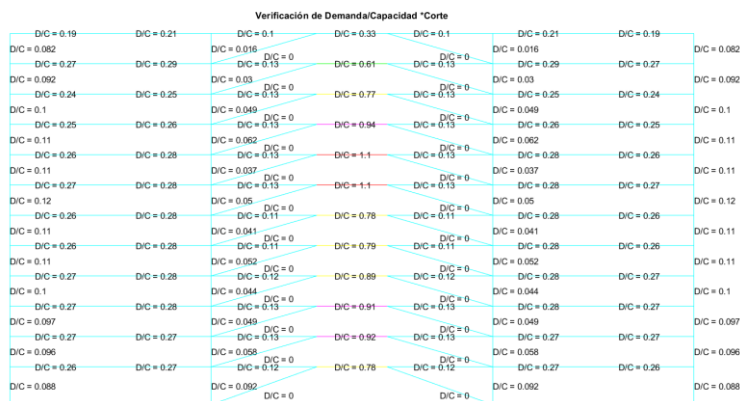 Verificación de Demanda/Capacidad *Corte
D/C = 0.19 D/C = 0.21 D/C = 0.1 D/C = 0.33 D/C = 0.1 D/C = 0.21 D/C = 0.19
D/C = 0.082 D/C = 0.016 D/C = 0 D/C = 0 D/C = 0.016 D/C = 0.082
D/C = 0.27 D/C = 0.29 D/C = 0.13 D/C = 0.61 D/C = 0.13 D/C = 0.29 D/C = 0.27
D/C = 0.092 D/C = 0.03 D/C = 0 D/C = 0 D/C = 0.03 D/C = 0.092
D/C = 0.24 D/C = 0.25 D/C = 0.13 D/C = 0.77 D/C = 0.13 D/C = 0.25 D/C = 0.24
D/C = 0.1 D/C = 0.049 D/C = 0 D/C = 0 D/C = 0.049 D/C = 0.1
D/C = 0.25 D/C = 0.26 D/C = 0.13 D/C = 0.94 D/C = 0.13 D/C = 0.26 D/C = 0.25
D/C = 0.11 D/C = 0.062 D/C = 0 D/C = 0 D/C = 0.062 D/C = 0.11
D/C = 0.26 D/C = 0.28 D/C = 0.13 D/C = 1.1 D/C = 0.13 D/C = 0.28 D/C = 0.26
D/C = 0.11 D/C = 0.037 D/C = 0 D/C = 0 D/C = 0.037 D/C = 0.11
D/C = 0.27 D/C = 0.28 D/C = 0.13 D/C = 1.1 D/C = 0.13 D/C = 0.28 D/C = 0.27
D/C = 0.12 D/C = 0.05 D/C = 0 D/C = 0 D/C = 0.05 D/C = 0.12
D/C = 0.26 D/C = 0.28 D/C = 0.11 D/C = 0.78 D/C = 0.11 D/C = 0.28 D/C = 0.26
D/C = 0.11 D/C = 0.041 D/C = 0 D/C = 0 D/C = 0.041 D/C = 0.11
D/C = 0.26 D/C = 0.28 D/C = 0.11 D/C = 0.79 D/C = 0.11 D/C = 0.28 D/C = 0.26
D/C = 0.11 D/C = 0.052 D/C = 0 D/C = 0 D/C = 0.052 D/C = 0.11
D/C = 0.27 D/C = 0.28 D/C = 0.12 D/C = 0.89 D/C = 0.12 D/C = 0.28 D/C = 0.27
D/C = 0.1 D/C = 0.044 D/C = 0 D/C = 0 D/C = 0.044 D/C = 0.1
D/C = 0.27 D/C = 0.28 D/C = 0.13 D/C = 0.91 D/C = 0.13 D/C = 0.28 D/C = 0.27
D/C = 0.097 D/C = 0.049 D/C = 0 D/C = 0 D/C = 0.049 D/C = 0.097
D/C = 0.27 D/C = 0.27 D/C = 0.13 D/C = 0.92 D/C = 0.13 D/C = 0.27 D/C = 0.27
D/C = 0.096 D/C = 0.058 D/C = 0 D/C = 0 D/C = 0.058 D/C = 0.096
D/C = 0.26 D/C = 0.27 D/C = 0.12 D/C = 0.78 D/C = 0.12 D/C = 0.27 D/C = 0.26
D/C = 0.088 D/C = 0.092 D/C = 0 D/C = 0 D/C = 0.092 D/C = 0.088